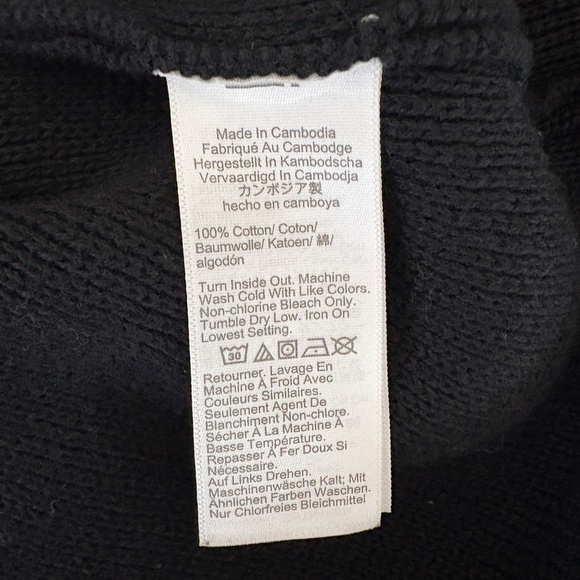 Made In Cambodia
Fabriqué Au Cambodge
Hergestellt In Kambodscha
Vervaardigd In Cambodja
カンボジア製
hecho en camboya
100% Cotton/ Coton/
Baumwolle/ Katoen/ 綿/
algodón
Turn Inside Out. Machine
Wash Cold With Like Colors.
Non-chlorine Bleach Only.
Tumble Dry Low. Iron On
Lowest Setting.
30
Retourner. Lavage En
Machine À Froid Avec
Couleurs Similaires.
Seulement Agent De
Blanchiment Non-chlore.
Sécher À La Machine À
Basse Température.
Repasser À Fer Doux Si
Nécessaire.
Auf Links Drehen.
Maschinenwäsche Kalt; Mit
Ähnlichen Farben Waschen.
Nur Chlorfreies Bleichmittel